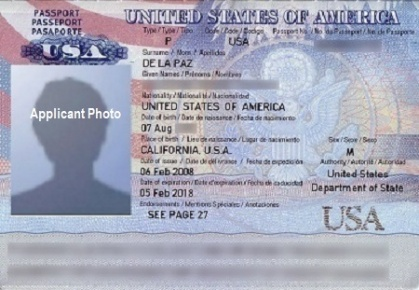 PASSPORT
PASSEPORT
PASAPORTE
UNITED STATES OF AMERICA
USA
Type / Type / Tipo Code / Code / Codigo Passport No. / No. du Passeport / No. de Pasaporte
P USA
Surname / Nom / Apellidos
DE LA PAZ
Given Names / Prénoms / Nombres
Nationality / Nationalité / Nacionalidad
UNITED STATES OF AMERICA
Date of birth / Date de naissance / Fecha de nacimiento
07 Aug
Place of birth / Lieu de naissance / Lugar de nacimiento Sex / Sexe / Sexo
CALIFORNIA, U.S.A. M
Date of issue / Date de délivrance / Fecha de expedición Authority / Autorité / Autoridad
06 Feb 2008 United States
Date of expiration / Date d'expiration / Fecha de caducidad Department of State
05 Feb 2018
Endorsements / Mentions Spéciales / Anotaciones
SEE PAGE 27
USA
Applicant Photo